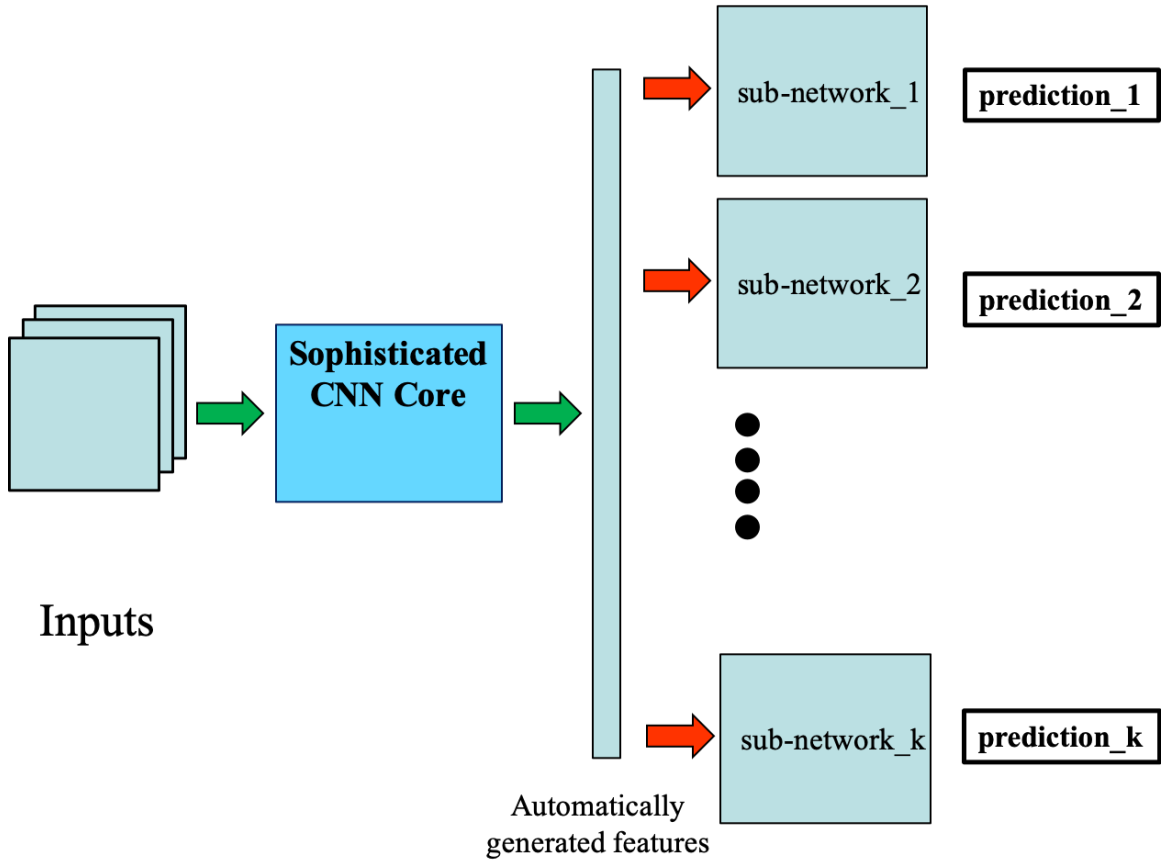 sub-network_1
prediction_1
sub-network_2
prediction_2
Sophisticated
CNN Core
Inputs
sub-network_k
prediction_k
Automatically
generated features